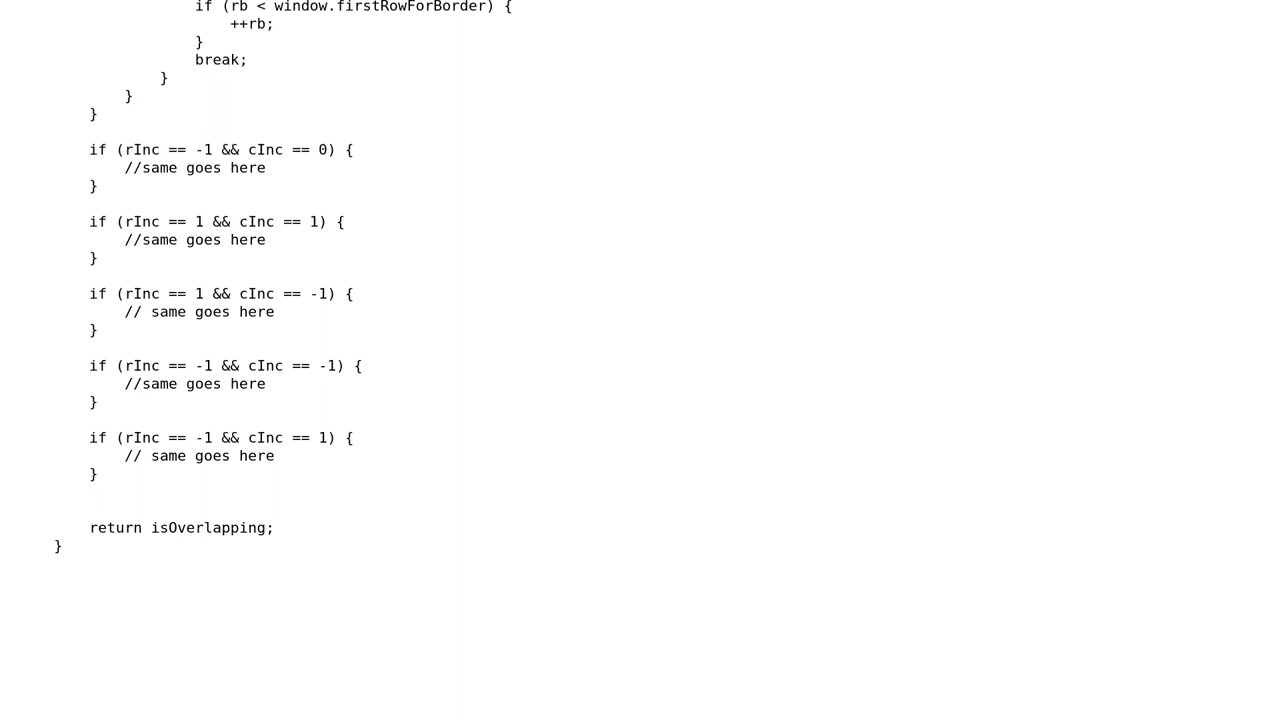 if (rb < window.firstRowForBorder) {
                    ++rb;
                }
                break;
            }
        }
    }

    if (rInc == -1 && cInc == 0) {
        //same goes here
    }

    if (rInc == 1 && cInc == 1) {
        //same goes here
    }

    if (rInc == 1 && cInc == -1) {
        // same goes here
    }

    if (rInc == -1 && cInc == -1) {
        //same goes here
    }

    if (rInc == -1 && cInc == 1) {
        // same goes here
    }


    return isOverlapping;
}